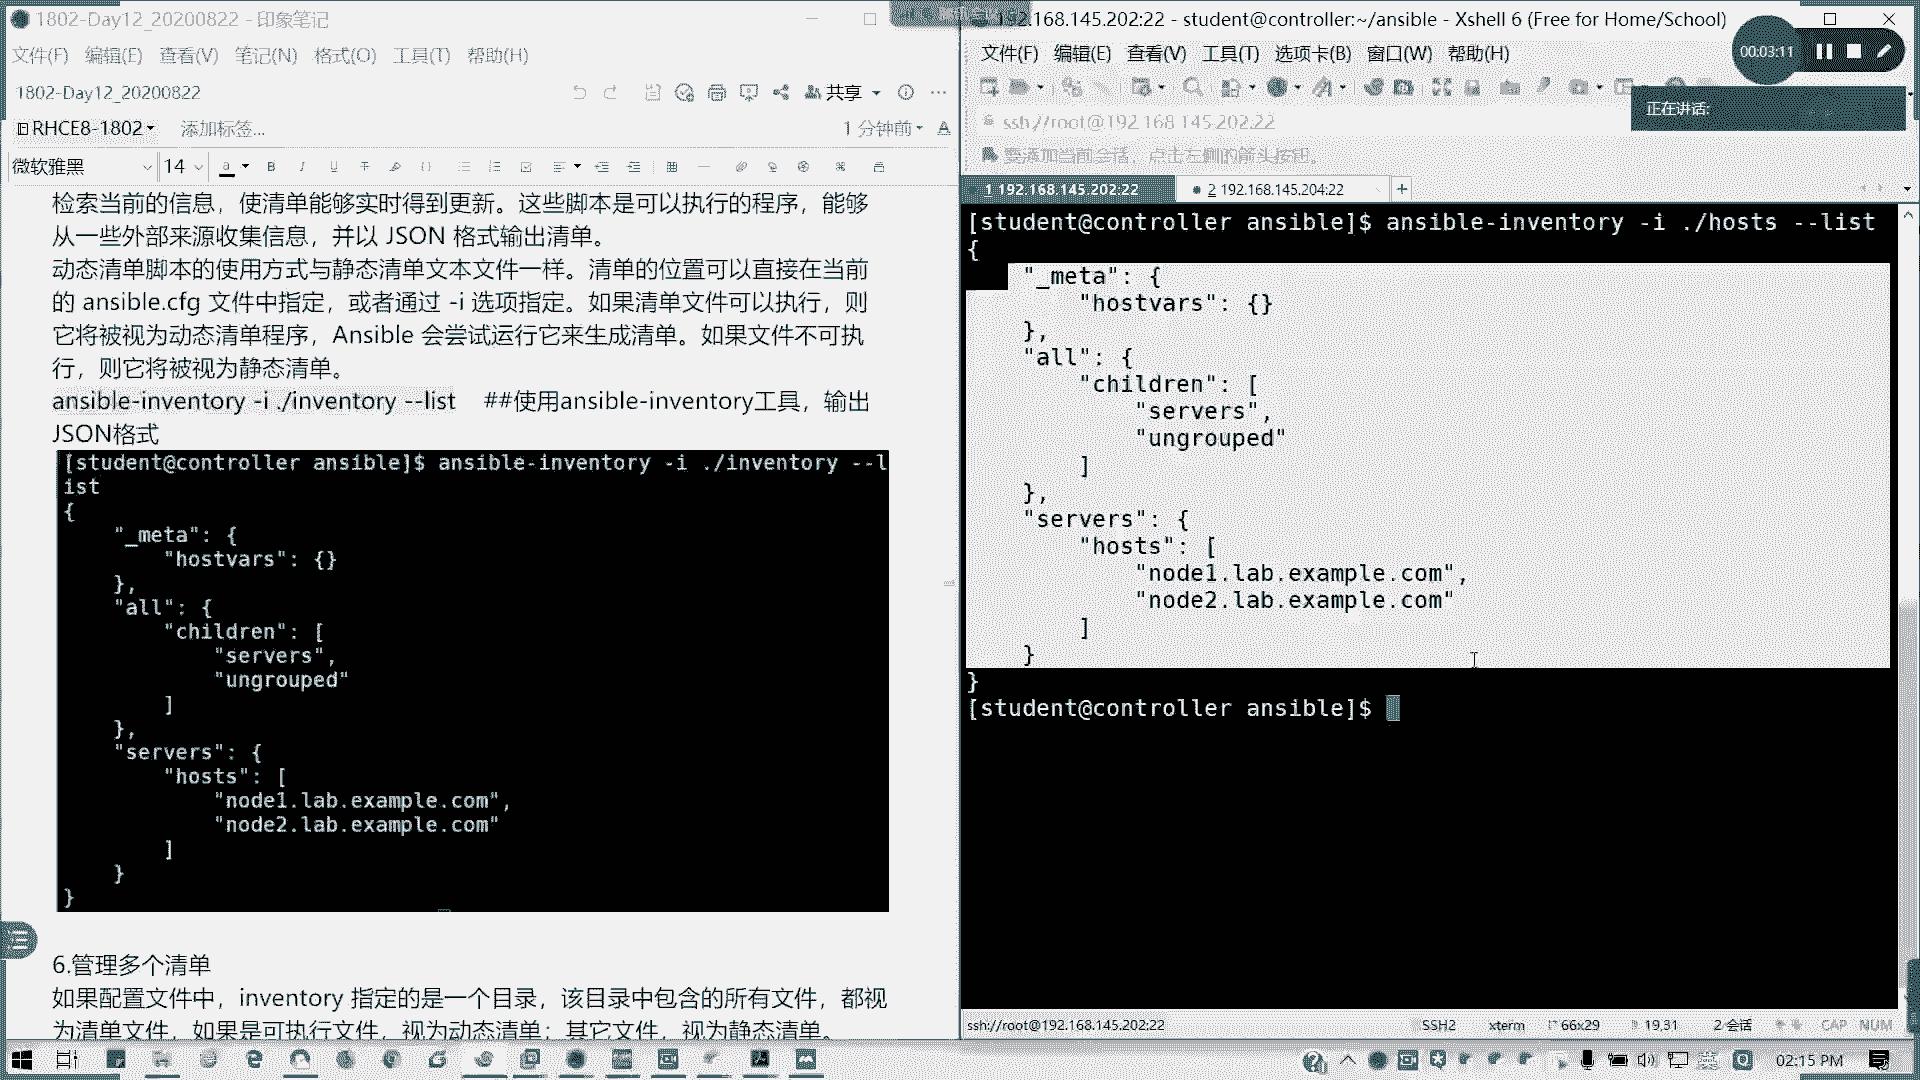 1802-Day12_20200822 - 印象笔记
文件(F) 编辑(E) 查看(V) 笔记(N) 格式(O) 工具(T) 帮助(H)
1802-Day12_20200822
共享
RHCE8-1802
添加标签...
1 分钟前
微软雅黑
14
检索当前的信息，使清单能够实时得到更新。这些脚本是可以执行的程序，能够
从一些外部来源收集信息，并以 JSON 格式输出清单。
动态清单脚本的使用方式与静态清单文本文件一样。清单的位置可以直接在当前
的 ansible.cfg 文件中指定，或者通过 -i 选项指定。如果清单文件可以执行，则
它将被视为动态清单程序，Ansible 会尝试运行它来生成清单。如果文件不可执
行，则它将被视为静态清单。
ansible-inventory -i ./inventory --list ##使用ansible-inventory工具，输出
JSON格式
[student@controller ansible]$ ansible-inventory -i ./inventory --l
ist
{
"_meta": {
"hostvars": {}
},
"all": {
"children": [
"servers",
"ungrouped"
]
},
"servers": {
"hosts": [
"node1.lab.example.com",
"node2.lab.example.com"
]
}
}
6.管理多个清单
如果配置文件中，inventory 指定的是一个目录，该目录中包含的所有文件，都视
为清单文件，如果是可执行文件，视为动态清单；其它文件，视为静态清单。
192.168.145.202:22 - student@controller:~/ansible - Xshell 6 (Free for Home/School)
文件(F) 编辑(E) 查看(V) 工具(T) 选项卡(B) 窗口(W) 帮助(H)
00:03:11
正在讲话:
ssh://root@192.168.145.202:22
要添加当前会话，点击左侧的箭头按钮。
1 192.168.145.202:22
2 192.168.145.204:22
[student@controller ansible]$ ansible-inventory -i ./hosts --list
{
"_meta": {
"hostvars": {}
},
"all": {
"children": [
"servers",
"ungrouped"
]
},
"servers": {
"hosts": [
"node1.lab.example.com",
"node2.lab.example.com"
]
}
}
[student@controller ansible]$
ssh://root@192.168.145.202:22
SSH2
xterm
66x29
19,31
2 会话
CAP NUM
02:15 PM